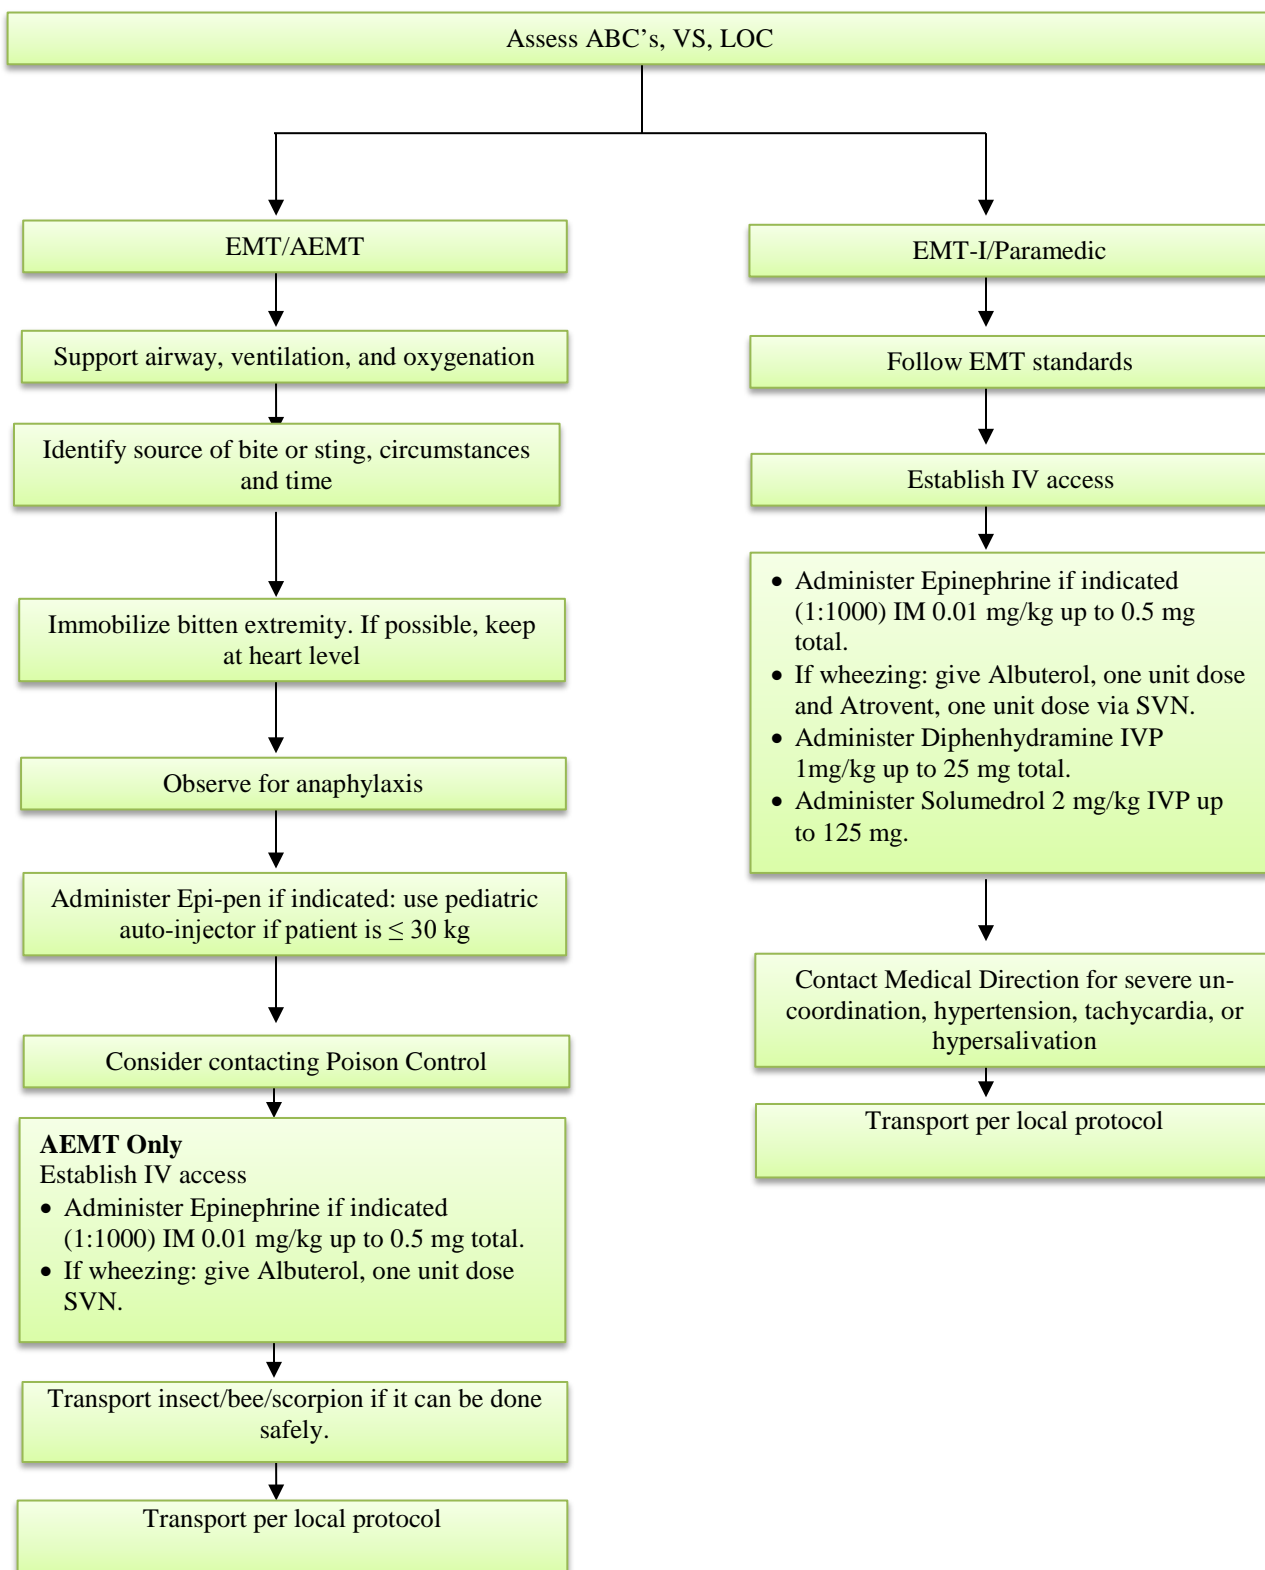 Assess ABC’s, VS, LOC
EMT/AEMT
Support airway, ventilation, and oxygenation
Identify source of bite or sting, circumstances
and time
Immobilize bitten extremity. If possible, keep
at heart level
Observe for anaphylaxis
Administer Epi-pen if indicated: use pediatric
auto-injector if patient is ≤ 30 kg
Consider contacting Poison Control
AEMT Only
Establish IV access
• Administer Epinephrine if indicated
(1:1000) IM 0.01 mg/kg up to 0.5 mg total.
• If wheezing: give Albuterol, one unit dose
SVN.
Transport insect/bee/scorpion if it can be done
safely.
Transport per local protocol
EMT-I/Paramedic
Follow EMT standards
Establish IV access
• Administer Epinephrine if indicated
(1:1000) IM 0.01 mg/kg up to 0.5 mg
total.
• If wheezing: give Albuterol, one unit dose
and Atrovent, one unit dose via SVN.
• Administer Diphenhydramine IVP
1mg/kg up to 25 mg total.
• Administer Solumedrol 2 mg/kg IVP up
to 125 mg.
Contact Medical Direction for severe un-
coordination, hypertension, tachycardia, or
hypersalivation
Transport per local protocol